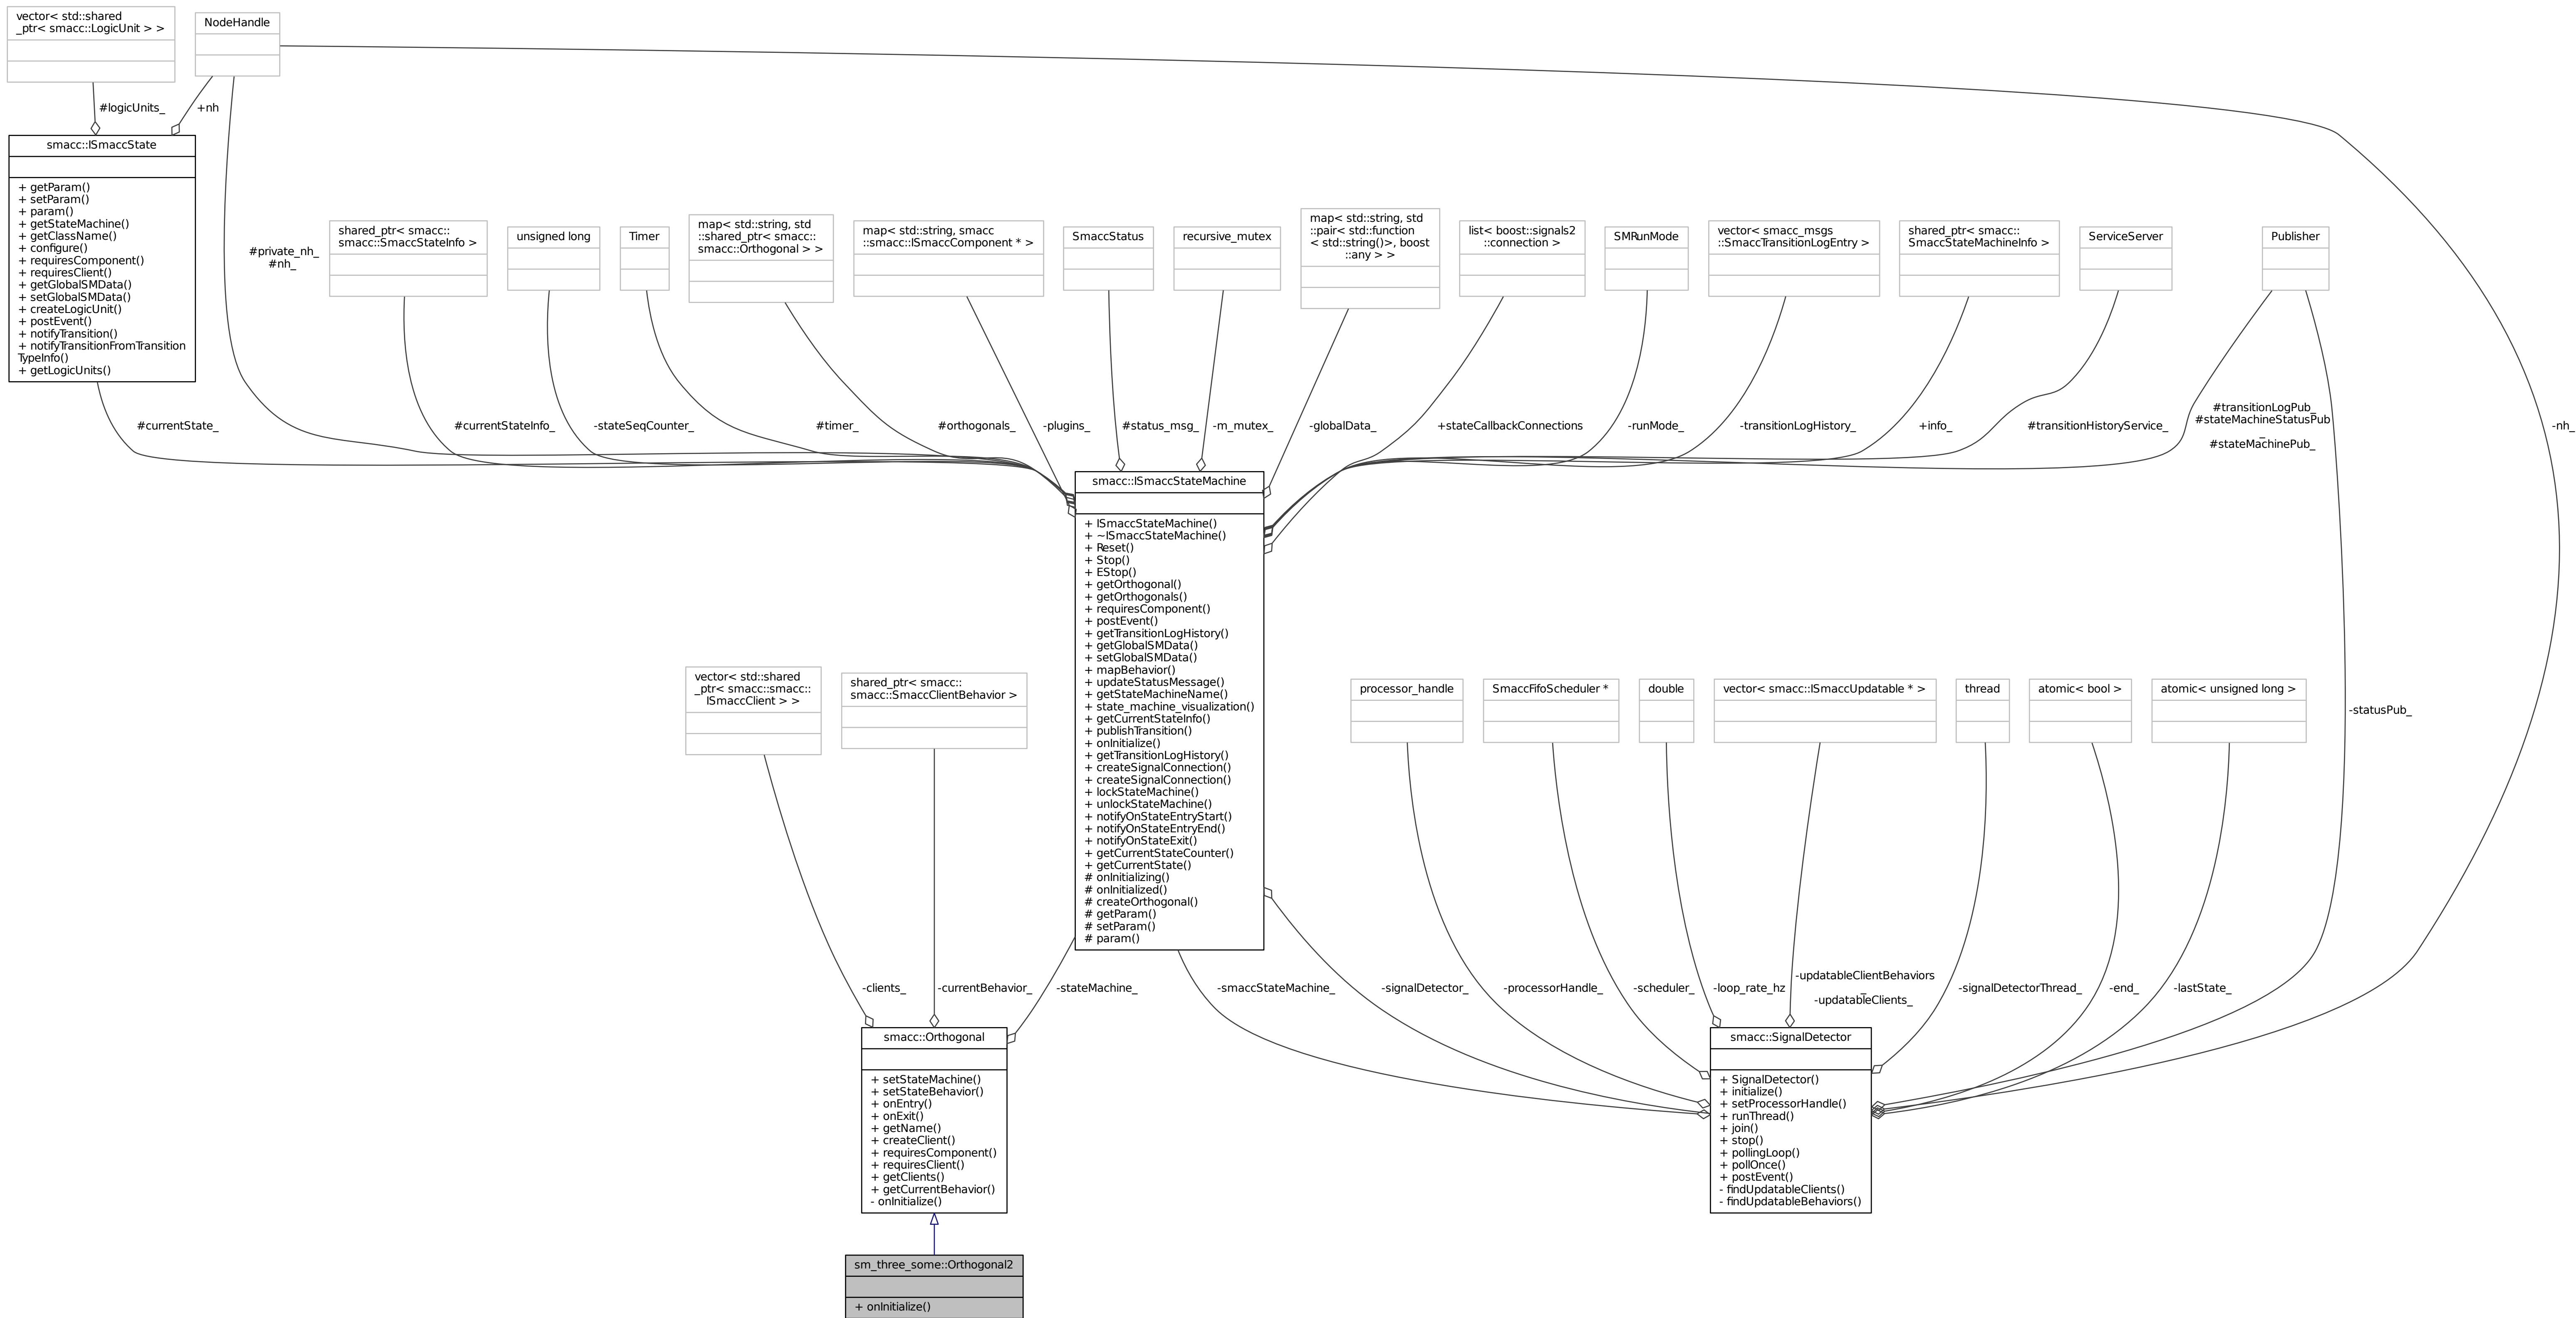 vector< std::shared
_ptr< smacc::LogicUnit > >
NodeHandle
#logicUnits_
+nh
smacc::ISmaccState
+ getParam()
+ setParam()
+ param()
+ getStateMachine()
+ getClassName()
+ configure()
+ requiresComponent()
+ requiresClient()
+ getGlobalSMData()
+ setGlobalSMData()
+ createLogicUnit()
+ postEvent()
+ notifyTransition()
+ notifyTransitionFromTransition
TypeInfo()
+ getLogicUnits()
#private_nh_
#nh_
shared_ptr< smacc::
smacc::SmaccStateInfo >
unsigned long
Timer
map< std::string, std
::shared_ptr< smacc::
smacc::Orthogonal > >
map< std::string, smacc
::smacc::ISmaccComponent * >
SmaccStatus
recursive_mutex
map< std::string, std
::pair< std::function
< std::string()>, boost
::any > >
list< boost::signals2
::connection >
SMRunMode
vector< smacc_msgs
::SmaccTransitionLogEntry >
shared_ptr< smacc::
SmaccStateMachineInfo >
ServiceServer
Publisher
#currentState_
#currentStateInfo_
-stateSeqCounter_
#timer_
#orthogonals_
-plugins_
#status_msg_
-m_mutex_
-globalData_
+stateCallbackConnections
-runMode_
-transitionLogHistory_
+info_
#transitionHistoryService_
#transitionLogPub_
#stateMachineStatusPub
_
#stateMachinePub_
-nh_
smacc::ISmaccStateMachine
+ ISmaccStateMachine()
+ ~ISmaccStateMachine()
+ Reset()
+ Stop()
+ EStop()
+ getOrthogonal()
+ getOrthogonals()
+ requiresComponent()
+ postEvent()
+ getTransitionLogHistory()
+ getGlobalSMData()
+ setGlobalSMData()
+ mapBehavior()
+ updateStatusMessage()
+ getStateMachineName()
+ state_machine_visualization()
+ getCurrentStateInfo()
+ publishTransition()
+ onInitialize()
+ getTransitionLogHistory()
+ createSignalConnection()
+ createSignalConnection()
+ lockStateMachine()
+ unlockStateMachine()
+ notifyOnStateEntryStart()
+ notifyOnStateEntryEnd()
+ notifyOnStateExit()
+ getCurrentStateCounter()
+ getCurrentState()
# onInitializing()
# onInitialized()
# createOrthogonal()
# getParam()
# setParam()
# param()
vector< std::shared
_ptr< smacc::smacc::
ISmaccClient > >
shared_ptr< smacc::
smacc::SmaccClientBehavior >
processor_handle
SmaccFifoScheduler *
double
vector< smacc::ISmaccUpdatable * >
thread
atomic< bool >
atomic< unsigned long >
-statusPub_
-clients_
-currentBehavior_
-stateMachine_
-smaccStateMachine_
-signalDetector_
-processorHandle_
-scheduler_
-loop_rate_hz
-updatableClientBehaviors
_
-updatableClients_
-signalDetectorThread_
-end_
-lastState_
smacc::Orthogonal
+ setStateMachine()
+ setStateBehavior()
+ onEntry()
+ onExit()
+ getName()
+ createClient()
+ requiresComponent()
+ requiresClient()
+ getClients()
+ getCurrentBehavior()
- onInitialize()
smacc::SignalDetector
+ SignalDetector()
+ initialize()
+ setProcessorHandle()
+ runThread()
+ join()
+ stop()
+ pollingLoop()
+ pollOnce()
+ postEvent()
- findUpdatableClients()
- findUpdatableBehaviors()
sm_three_some::Orthogonal2
+ onInitialize()